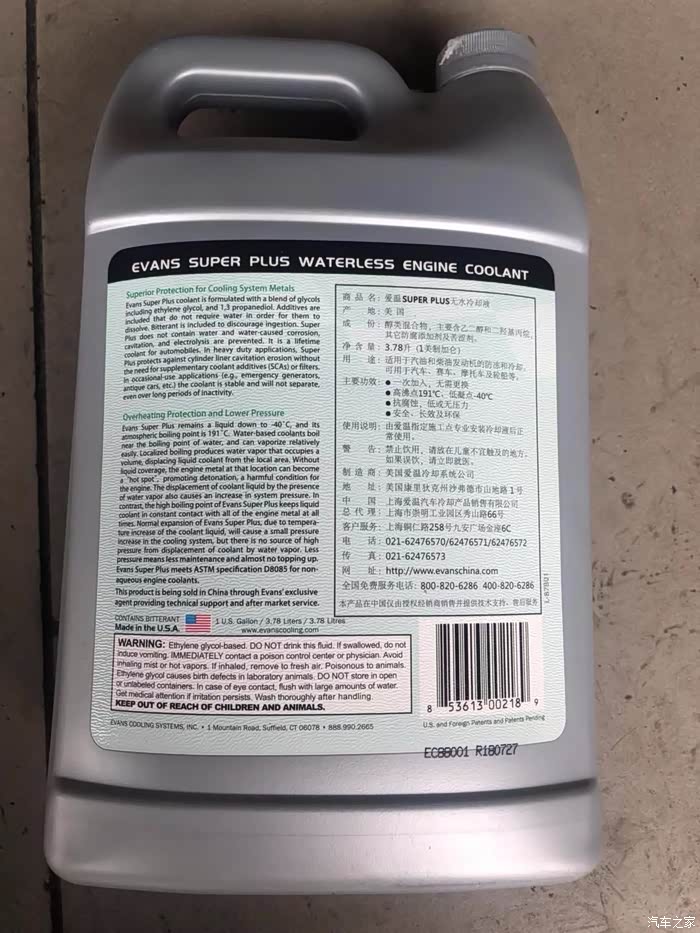 EVANS SUPER PLUS WATERLESS ENGINE COOLANT
Superior Protection for Cooling System Metals
Evans Super Plus coolant is formulated with a blend of glycols
including ethylene glycol, and 1,3 propanediol. Additives are
included that do not require water in order for them to
dissolve. Bitterant is included to discourage ingestion. Super
Plus does not contain water and water-caused corrosion,
cavitation, and electrolysis are prevented. It is a lifetime
coolant for automobiles. In heavy duty applications, Super
Plus protects against cylinder liner cavitation erosion without
the need for supplementary coolant additives (SCAs) or filters.
In occasional-use applications (e.g., emergency generators,
antique cars, etc.) the coolant is stable and will not separate,
even over long periods of inactivity.
Overheating Protection and Lower Pressure
Evans Super Plus remains a liquid down to -40˚C, and its
atmospheric boiling point is 191˚C. Water-based coolants boil
near the boiling point of water, and can vaporize relatively
easily. Localized boiling produces water vapor that occupies a
volume, displacing liquid coolant from the local area. Without
liquid coverage, the engine metal at that location can become
a "hot spot", promoting detonation, a harmful condition for
the engine. The displacement of coolant liquid by the presence
of water vapor also causes an increase in system pressure. In
contrast, the high boiling point of Evans Super Plus keeps liquid
coolant in constant contact with all of the engine metal at all
times. Normal expansion of Evans Super Plus, due to tempera-
ture increase of the coolant liquid, will cause a small pressure
increase in the cooling system, but there is no source of high
pressure from displacement of coolant by water vapor. Less
pressure means less maintenance and almost no topping up.
Evans Super Plus meets ASTM specification D8085 for non-
aqueous engine coolants.
This product is being sold in China through Evans' exclusive
agent providing technical support and after market service.
商品名：爱温SUPER PLUS无水冷却液
产地：美国
成份：醇类混合物，主要含乙二醇和二羟基丙烷，
其它防腐添加剂及苦涩剂。
净含量：3.78升（1美制加仑）
用途：适用于汽油和柴油发动机的防冻和冷却，
可用于汽车、赛车、摩托车及轮船等。
主要功效：● 一次加入，无需更换
● 高沸点191℃，低凝点-40℃
● 抗腐蚀、低或无压力
● 安全、长效及环保
使用说明：由爱温指定施工点专业安装冷却液后正
常使用。
警告：禁止饮用，请放在儿童不宜触及的地方，
如果误饮，请立即就医。
制造商：美国爱温冷却系统公司
地址：美国康里狄克州沙弗德市山地路1号
中国 上海爱温汽车冷却产品销售有限公司
总代理：上海市崇明工业园区秀山路66号
客户服务：上海铜仁路258号九安广场金座6C
电话：021-62476570/62476571/62476572
传真：021-62476573
网址：http://www.evanschina.com
全国免费服务电话：800-820-6286 400-820-6286
本产品在中国仅由授权经销商销售并提供技术支持、售后服务
CONTAINS BITTERANT
Made in the U.S.A.
1 U.S. Gallon / 3.78 Liters / 3.78 Litres
www.evanscooling.com
WARNING: Ethylene glycol-based. DO NOT drink this fluid. If swallowed, do not
induce vomiting. IMMEDIATELY contact a poison control center or physician. Avoid
inhaling mist or hot vapors. If inhaled, remove to fresh air. Poisonous to animals.
Ethylene glycol causes birth defects in laboratory animals. DO NOT store in open
or unlabeled containers. In case of eye contact, flush with large amounts of water.
Get medical attention if irritation persists. Wash thoroughly after handling.
KEEP OUT OF REACH OF CHILDREN AND ANIMALS.
8 53613 00218 9
EVANS COOLING SYSTEMS, INC. • 1 Mountain Road, Suffield, CT 06078 • 888.990.2665
U.S. and Foreign Patents and Patents Pending
EC88001 R180727
汽车之家